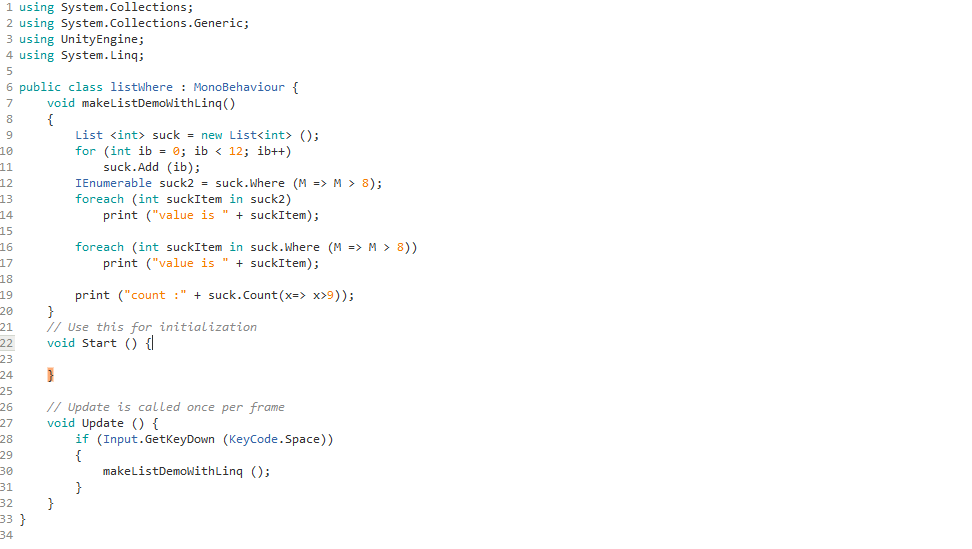 1 using System.Collections;
2 using System.Collections.Generic;
3 using UnityEngine;
4 using System.Linq;
5
6 public class listWhere : MonoBehaviour {
7     void makeListDemoWithLinq()
8     {
9         List <int> suck = new List<int> ();
10         for (int ib = 0; ib < 12; ib++)
11             suck.Add (ib);
12         IEnumerable suck2 = suck.Where (M => M > 8);
13         foreach (int suckItem in suck2)
14             print ("value is " + suckItem);
15
16         foreach (int suckItem in suck.Where (M => M > 8))
17             print ("value is " + suckItem);
18
19         print ("count :" + suck.Count(x=> x>9));
20     }
21     // Use this for initialization
22     void Start () {
23
24     }
25
26     // Update is called once per frame
27     void Update () {
28         if (Input.GetKeyDown (KeyCode.Space))
29         {
30             makeListDemoWithLinq ();
31         }
32     }
33 }
34